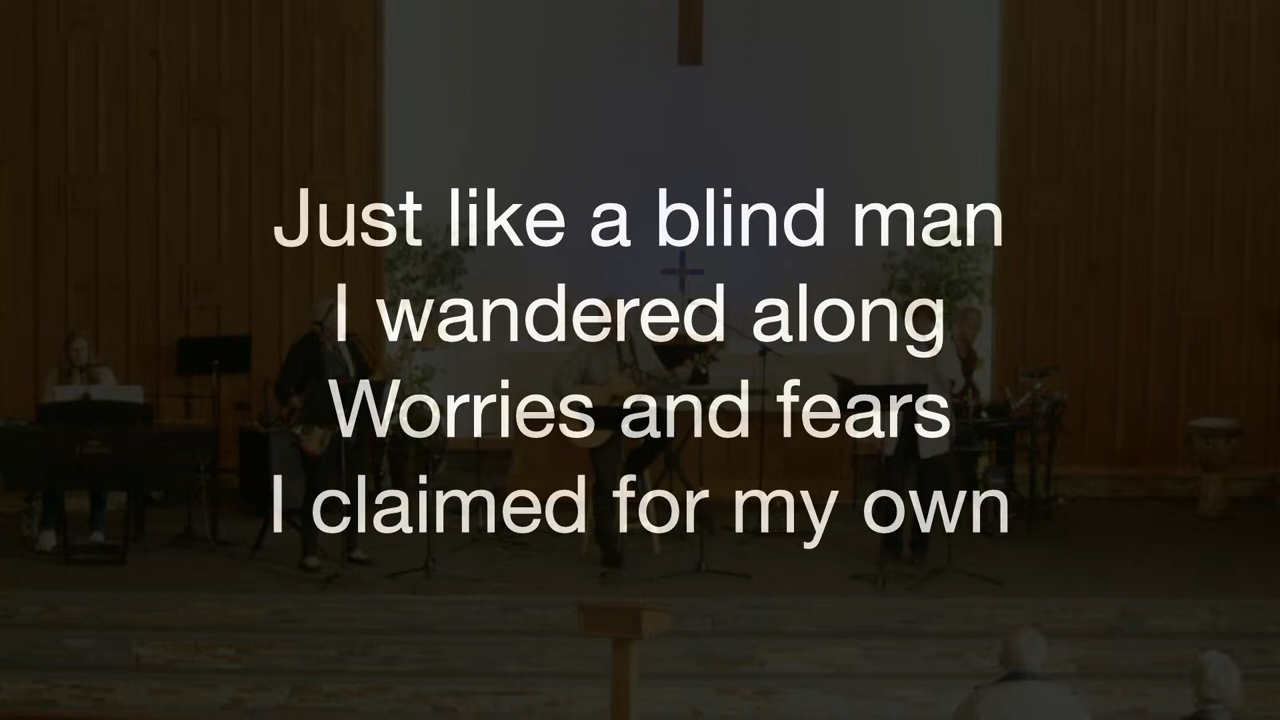 Just like a blind man
I wandered along
Worries and fears
I claimed for my own